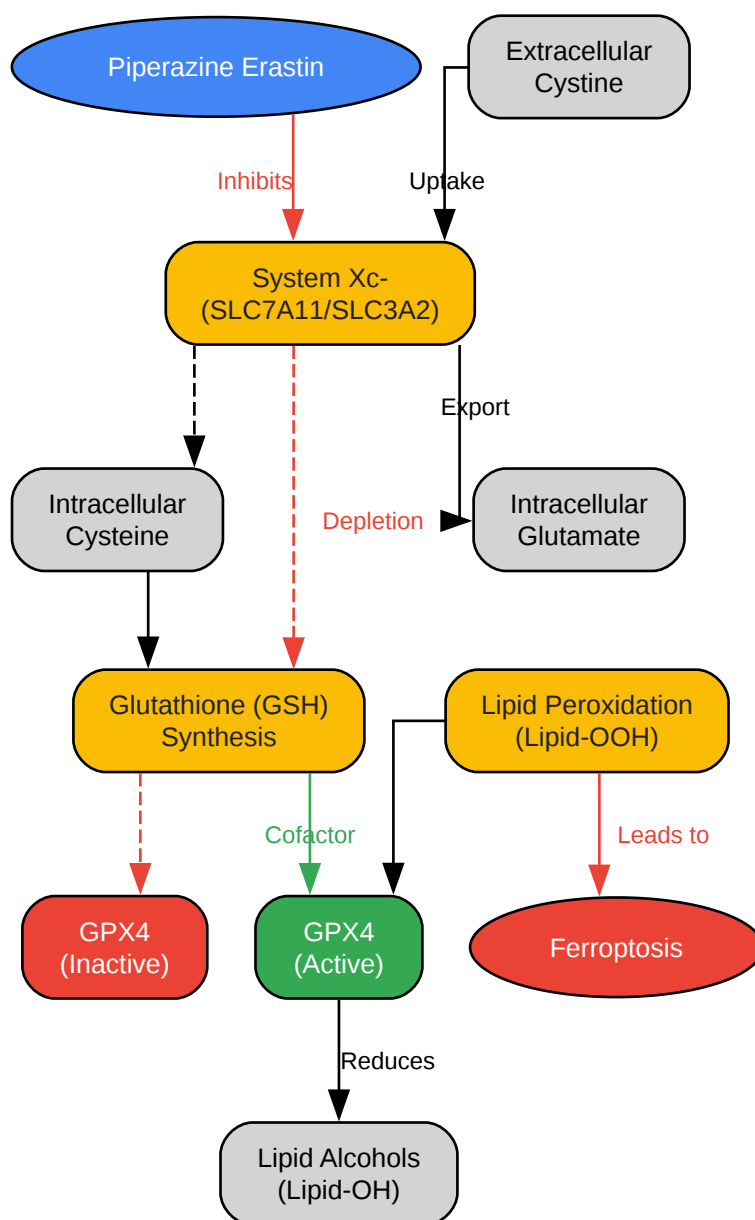 Piperazine Erastin
Extracellular
Cystine
Inhibits
Uptake
System Xc-
(SLC7A11/SLC3A2)
Export
Intracellular
Cysteine
Depletion
Intracellular
Glutamate
Glutathione (GSH)
Synthesis
Lipid Peroxidation
(Lipid-OOH)
Cofactor
Leads to
GPX4
(Inactive)
GPX4
(Active)
Ferroptosis
Reduces
Lipid Alcohols
(Lipid-OH)